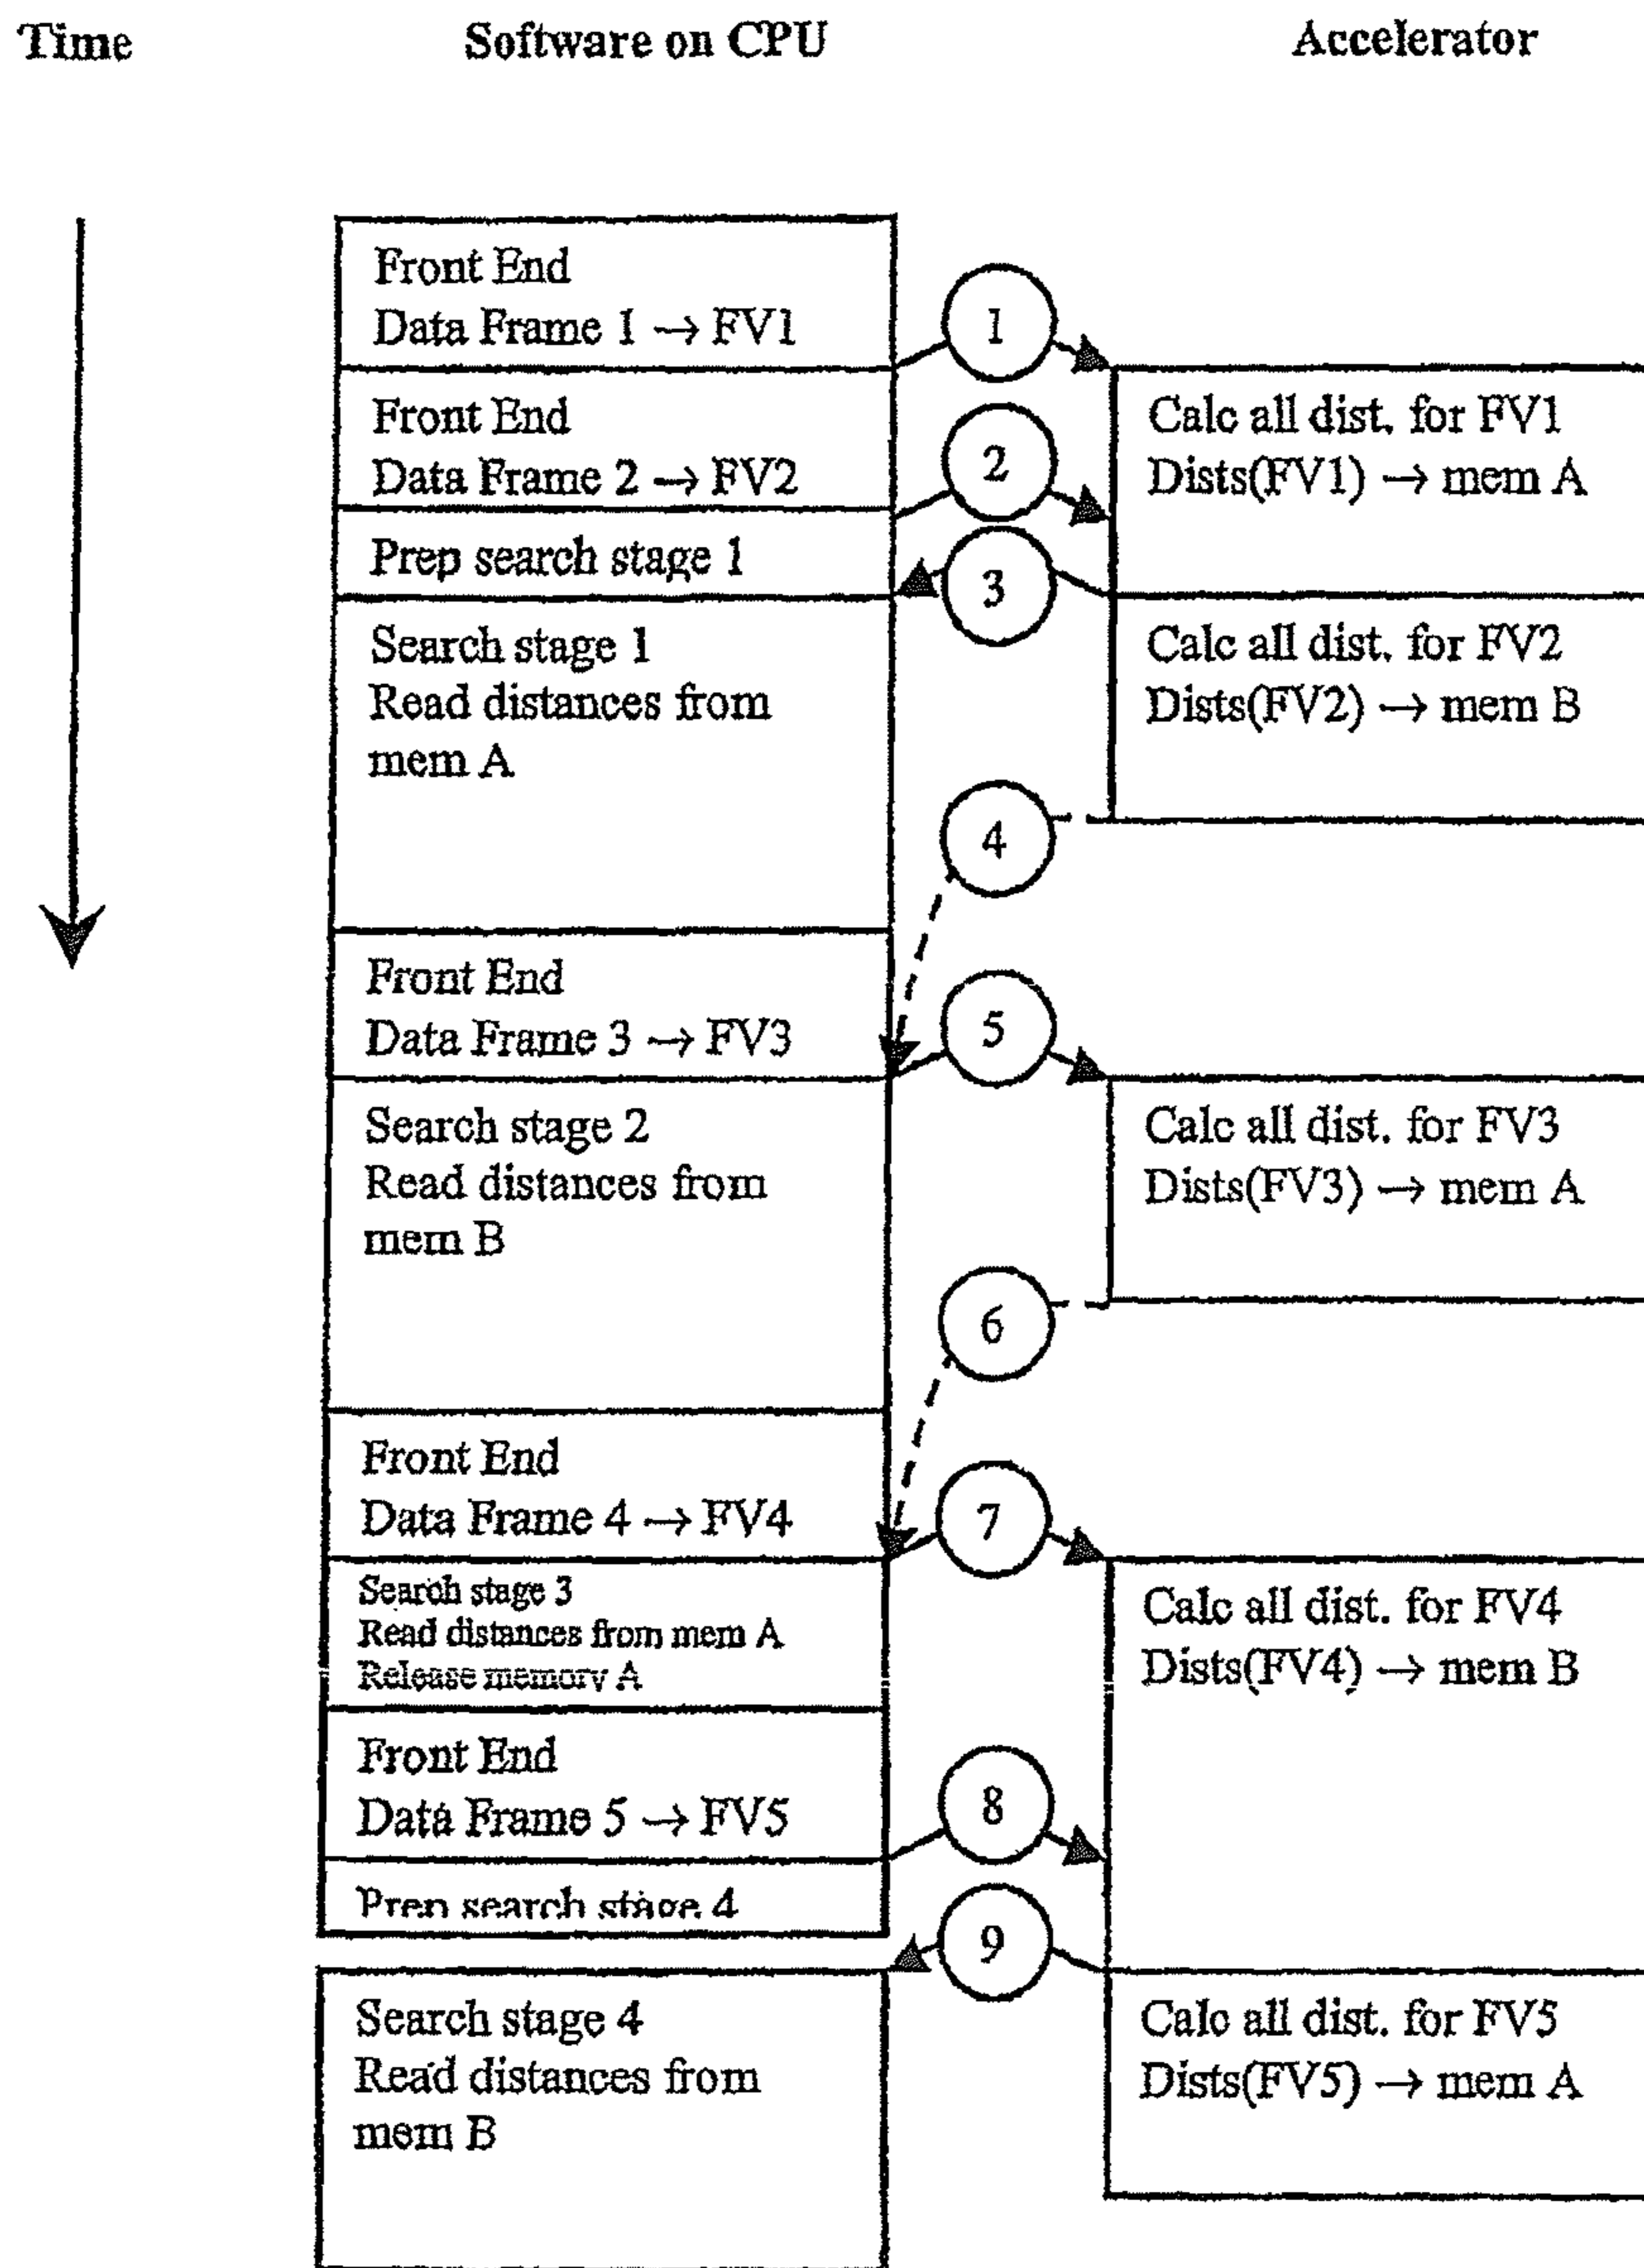 Time
Software on CPU
Accelerator
Front End
Data Frame 1 → FV1
1
Front End
Data Frame 2 → FV2
2
Calc all dist. for FV1
Dists(FV1) → mem A
Prep search stage 1
3
Search stage 1
Read distances from
mem A
Calc all dist. for FV2
Dists(FV2) → mem B
4
Front End
Data Frame 3 → FV3
5
Search stage 2
Read distances from
mem B
Calc all dist. for FV3
Dists(FV3) → mem A
6
Front End
Data Frame 4 → FV4
7
Search stage 3
Read distances from mem A
Release memory A
Calc all dist. for FV4
Dists(FV4) → mem B
Front End
Data Frame 5 → FV5
8
Prep search stage 4
9
Search stage 4
Read distances from
mem B
Calc all dist. for FV5
Dists(FV5) → mem A